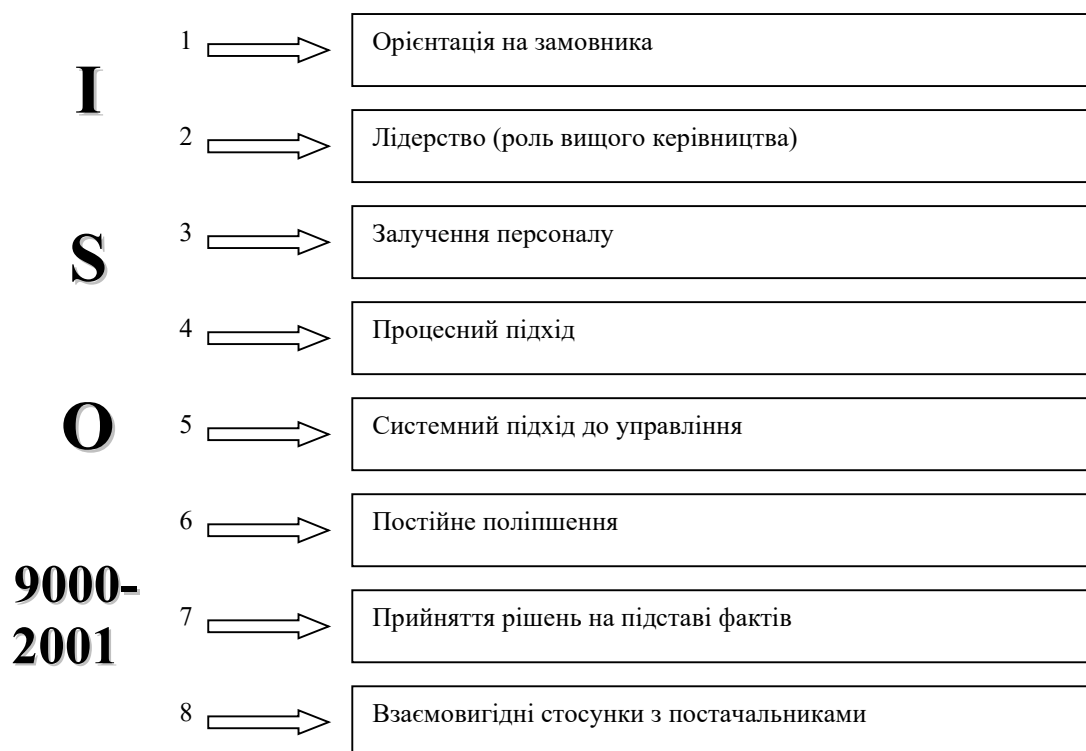 I
S
O
9000-
2001
1 Орієнтація на замовника
2 Лідерство (роль вищого керівництва)
3 Залучення персоналу
4 Процесний підхід
5 Системний підхід до управління
6 Постійне поліпшення
7 Прийняття рішень на підставі фактів
8 Взаємовигідні стосунки з постачальниками